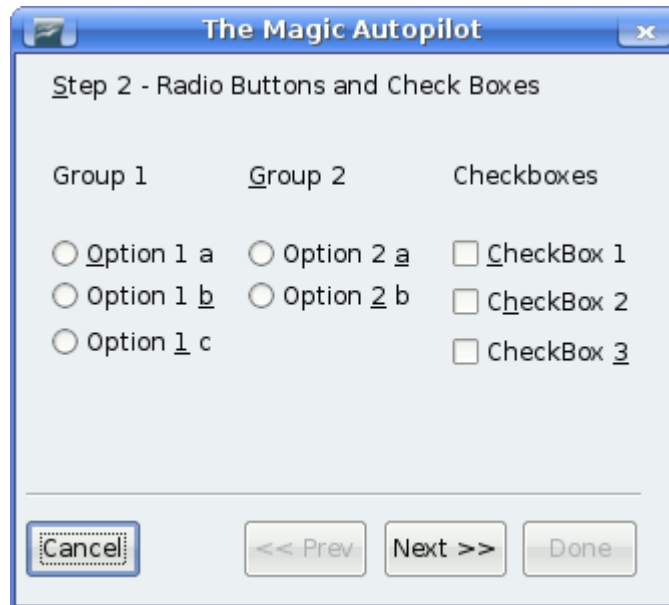 The Magic Autopilot
Step 2 - Radio Buttons and Check Boxes
Group 1 Group 2 Checkboxes
Option 1 a Option 2 a CheckBox 1
Option 1 b Option 2 b CheckBox 2
Option 1 c CheckBox 3
Cancel << Prev Next >> Done